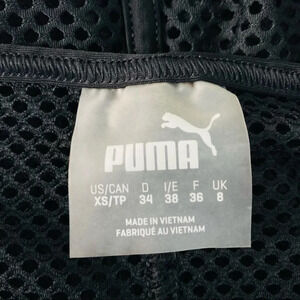 PUMA
US/CAN D I/E F UK
XS/TP 34 38 36 8
MADE IN VIETNAM
FABRIQUÉ AU VIETNAM